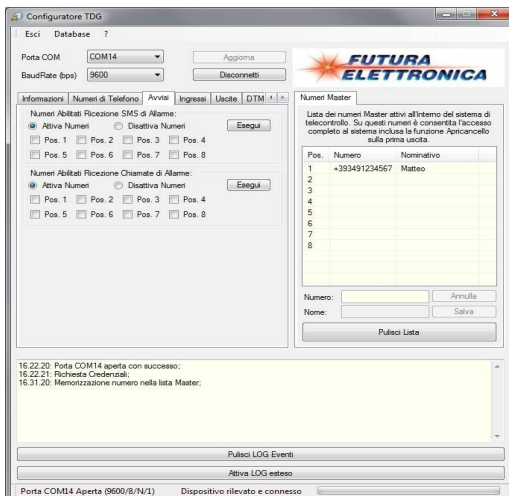 Configuratore TDG
Esci Database ?
Porta COM COM14 Aggiorna
BaudRate (bps) 9600 Disconnetti
FUTURA
ELETTRONICA
Informazioni Numeri di Telefono Avvisi Ingressi Uscite DTM
Numeri Abilitati Ricezione SMS di Allarme:
Attiva Numeri Disattiva Numeri Esegui
Pos. 1 Pos. 2 Pos. 3 Pos. 4
Pos. 5 Pos. 6 Pos. 7 Pos. 8
Numeri Abilitati Ricezione Chiamate di Allarme:
Attiva Numeri Disattiva Numeri Esegui
Pos. 1 Pos. 2 Pos. 3 Pos. 4
Pos. 5 Pos. 6 Pos. 7 Pos. 8
Numeri Master
Lista dei numeri Master attivi all'interno del sistema di
telecontrollo. Su questi numeri è consentita l'accesso
completo al sistema inclusa la funzione Apricancello
sulla prima uscita.
Pos. Numero Nominativo
1 +393491234567 Matteo
2
3
4
5
6
7
8
Numero: Annulla
Nome: Salva
Pulisci Lista
16.22.20: Porta COM14 aperta con successo;
16.22.21: Richiesta Credenziali;
16.31.20: Memorizzazione numero nella lista Master;
Pulisci LOG Eventi
Attiva LOG esteso
Porta COM14 Aperta (9600/8/N/1) Dispositivo rilevato e connesso